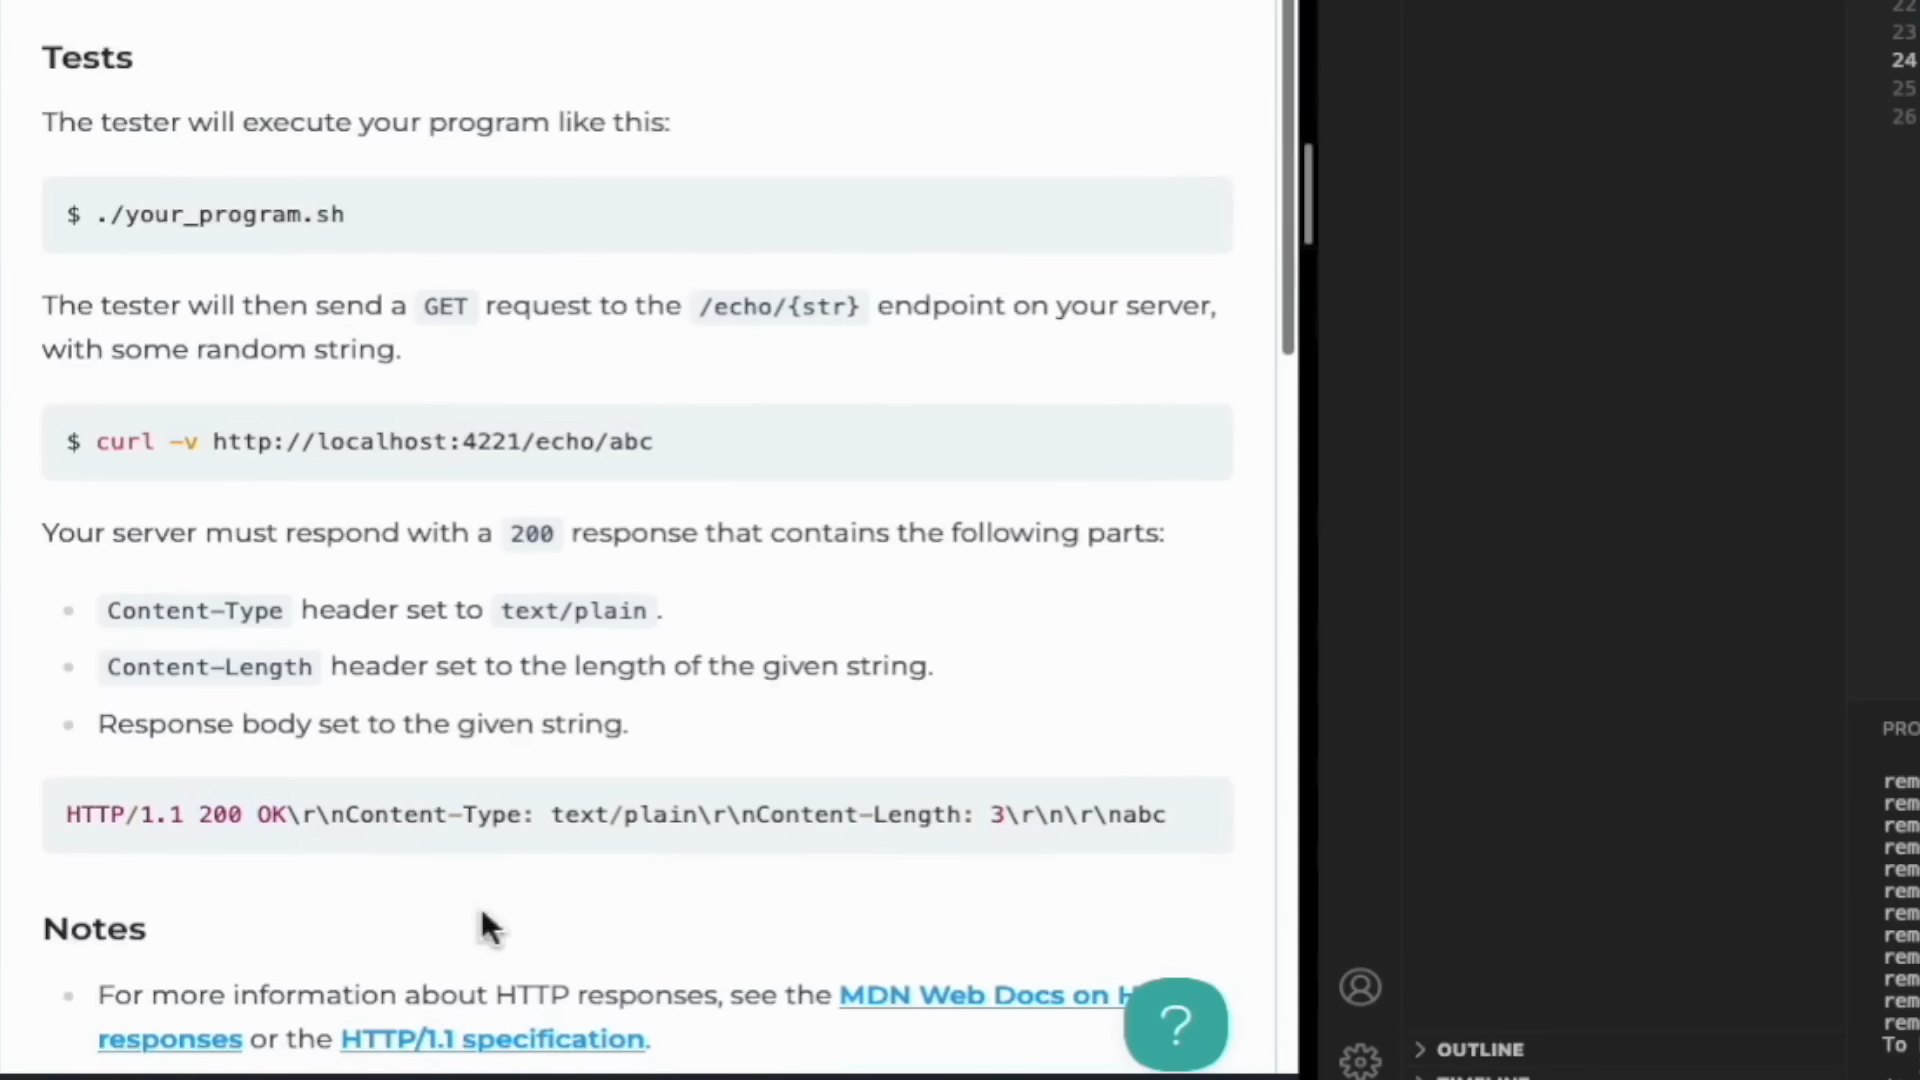 Tests
The tester will execute your program like this:
$ ./your_program.sh
The tester will then send a GET request to the /echo/{str} endpoint on your server,
with some random string.
$ curl -v http://localhost:4221/echo/abc
Your server must respond with a 200 response that contains the following parts:
Content-Type header set to text/plain.
Content-Length header set to the length of the given string.
Response body set to the given string.
HTTP/1.1 200 OK\r\nContent-Type: text/plain\r\nContent-Length: 3\r\n\r\nabc
Notes
For more information about HTTP responses, see the MDN Web Docs on H
responses or the HTTP/1.1 specification.
?
22
23
24
25
26
PRO
rem
rem
rem
rem
rem
rem
rem
rem
rem
rem
rem
rem
To
OUTLINE
TIMELINE